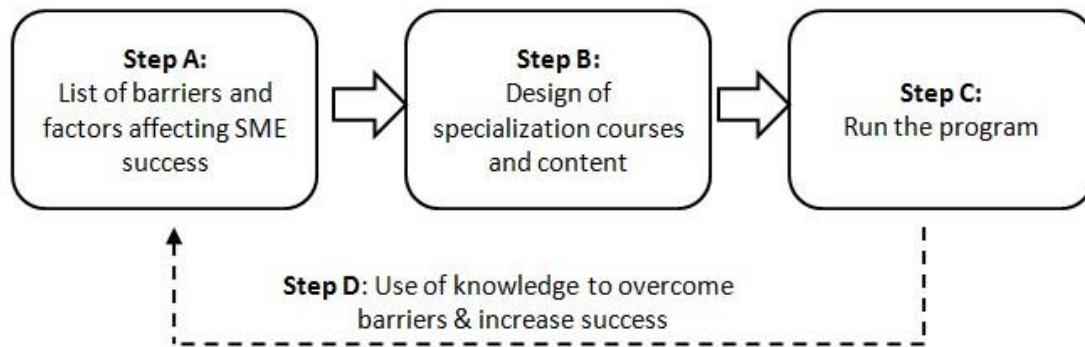 Step A:
List of barriers and
factors affecting SME
success
Step B:
Design of
specialization courses
and content
Step C:
Run the program
Step D: Use of knowledge to overcome
barriers & increase success